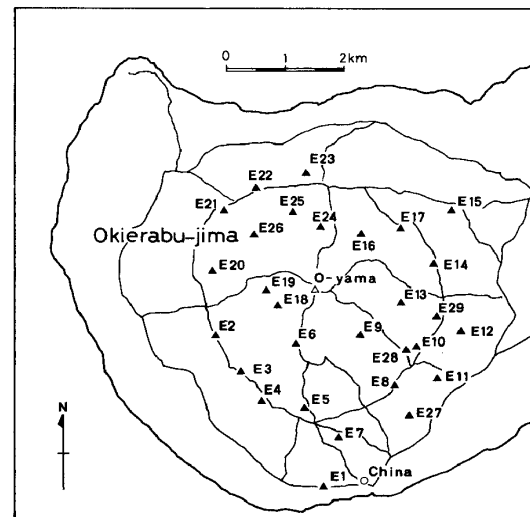 0 1 2km
E23
E22
E21
E25
E15
E24
E17
E26
E16
Okierabu-jima
E20
O-yama
E14
E19
E18
E13
E29
E2
E6
E9
E12
E10
E28
E3
E11
E8
E4
E5
E27
N
E7
China
E1